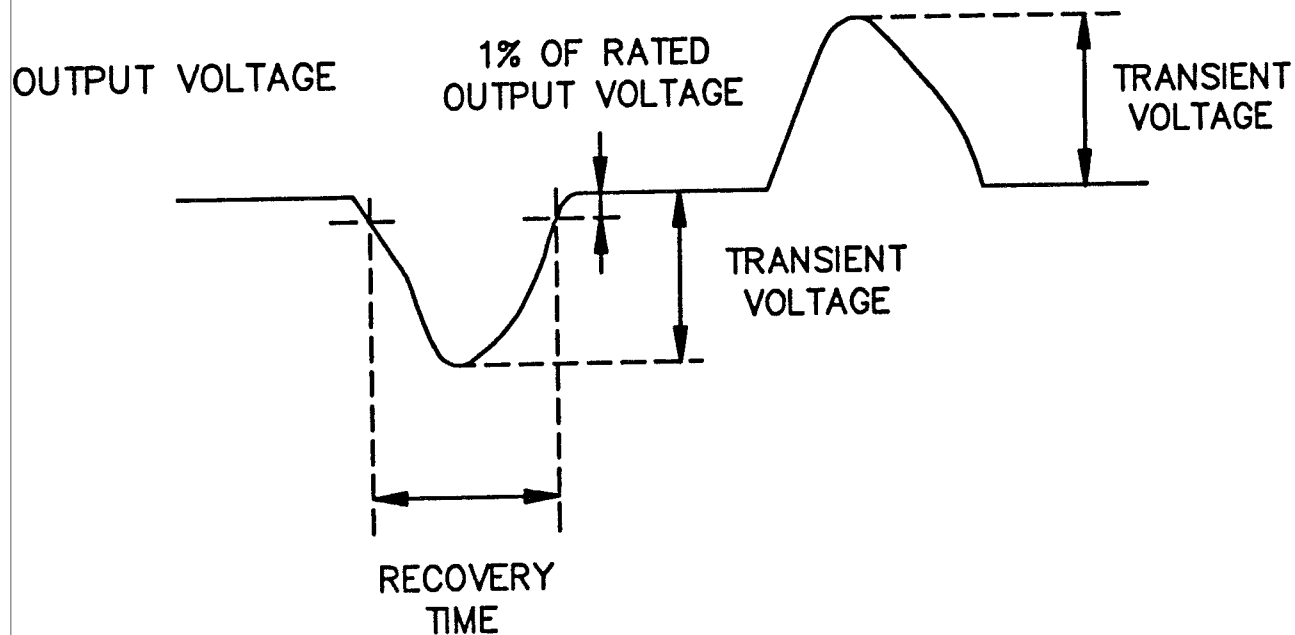 OUTPUT VOLTAGE
1% OF RATED
OUTPUT VOLTAGE
TRANSIENT
VOLTAGE
TRANSIENT
VOLTAGE
RECOVERY
TIME